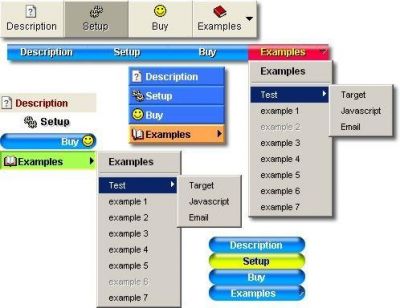 Description Setup Buy Examples
Description Setup Buy Examples
Examples
Test Target
example 1 Javascript
example 2 Email
example 3
example 4
example 5
example 6
example 7
Description
Setup
Buy
Examples
Description
Setup
Buy
Examples
Examples
Test Target
example 1 Javascript
example 2 Email
example 3
example 4
example 5
example 6
example 7
Description
Setup
Buy
Examples